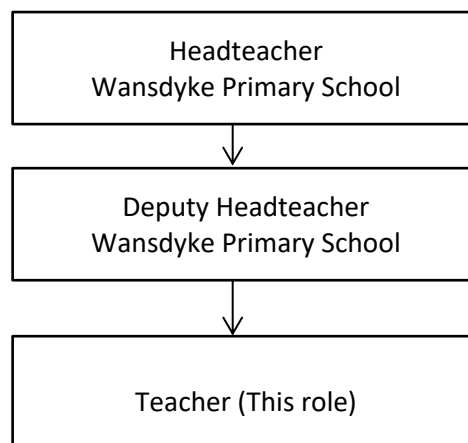 Headteacher
Wansdyke Primary School
Deputy Headteacher
Wansdyke Primary School
Teacher (This role)